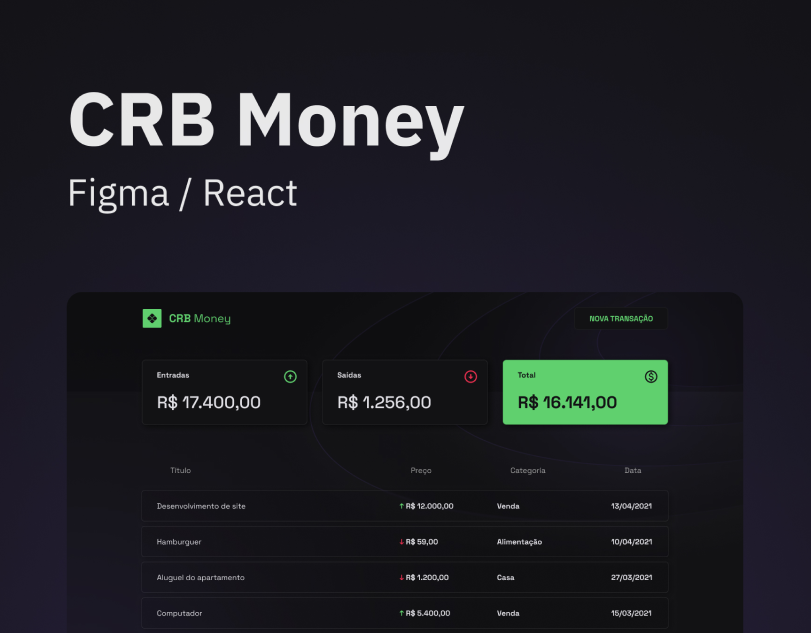 CRB Money
Figma / React
CRB Money
NOVA TRANSAÇÃO
Entradas
Saídas
Total
R$ 17.400,00
R$ 1.256,00
R$ 16.141,00
Título Preço Categoria Data
Desenvolvimento de site R$ 12.000,00 Venda 13/04/2021
Hamburguer R$ 59,00 Alimentação 10/04/2021
Aluguel do apartamento R$ 1.200,00 Casa 27/03/2021
Computador R$ 5.400,00 Venda 15/03/2021